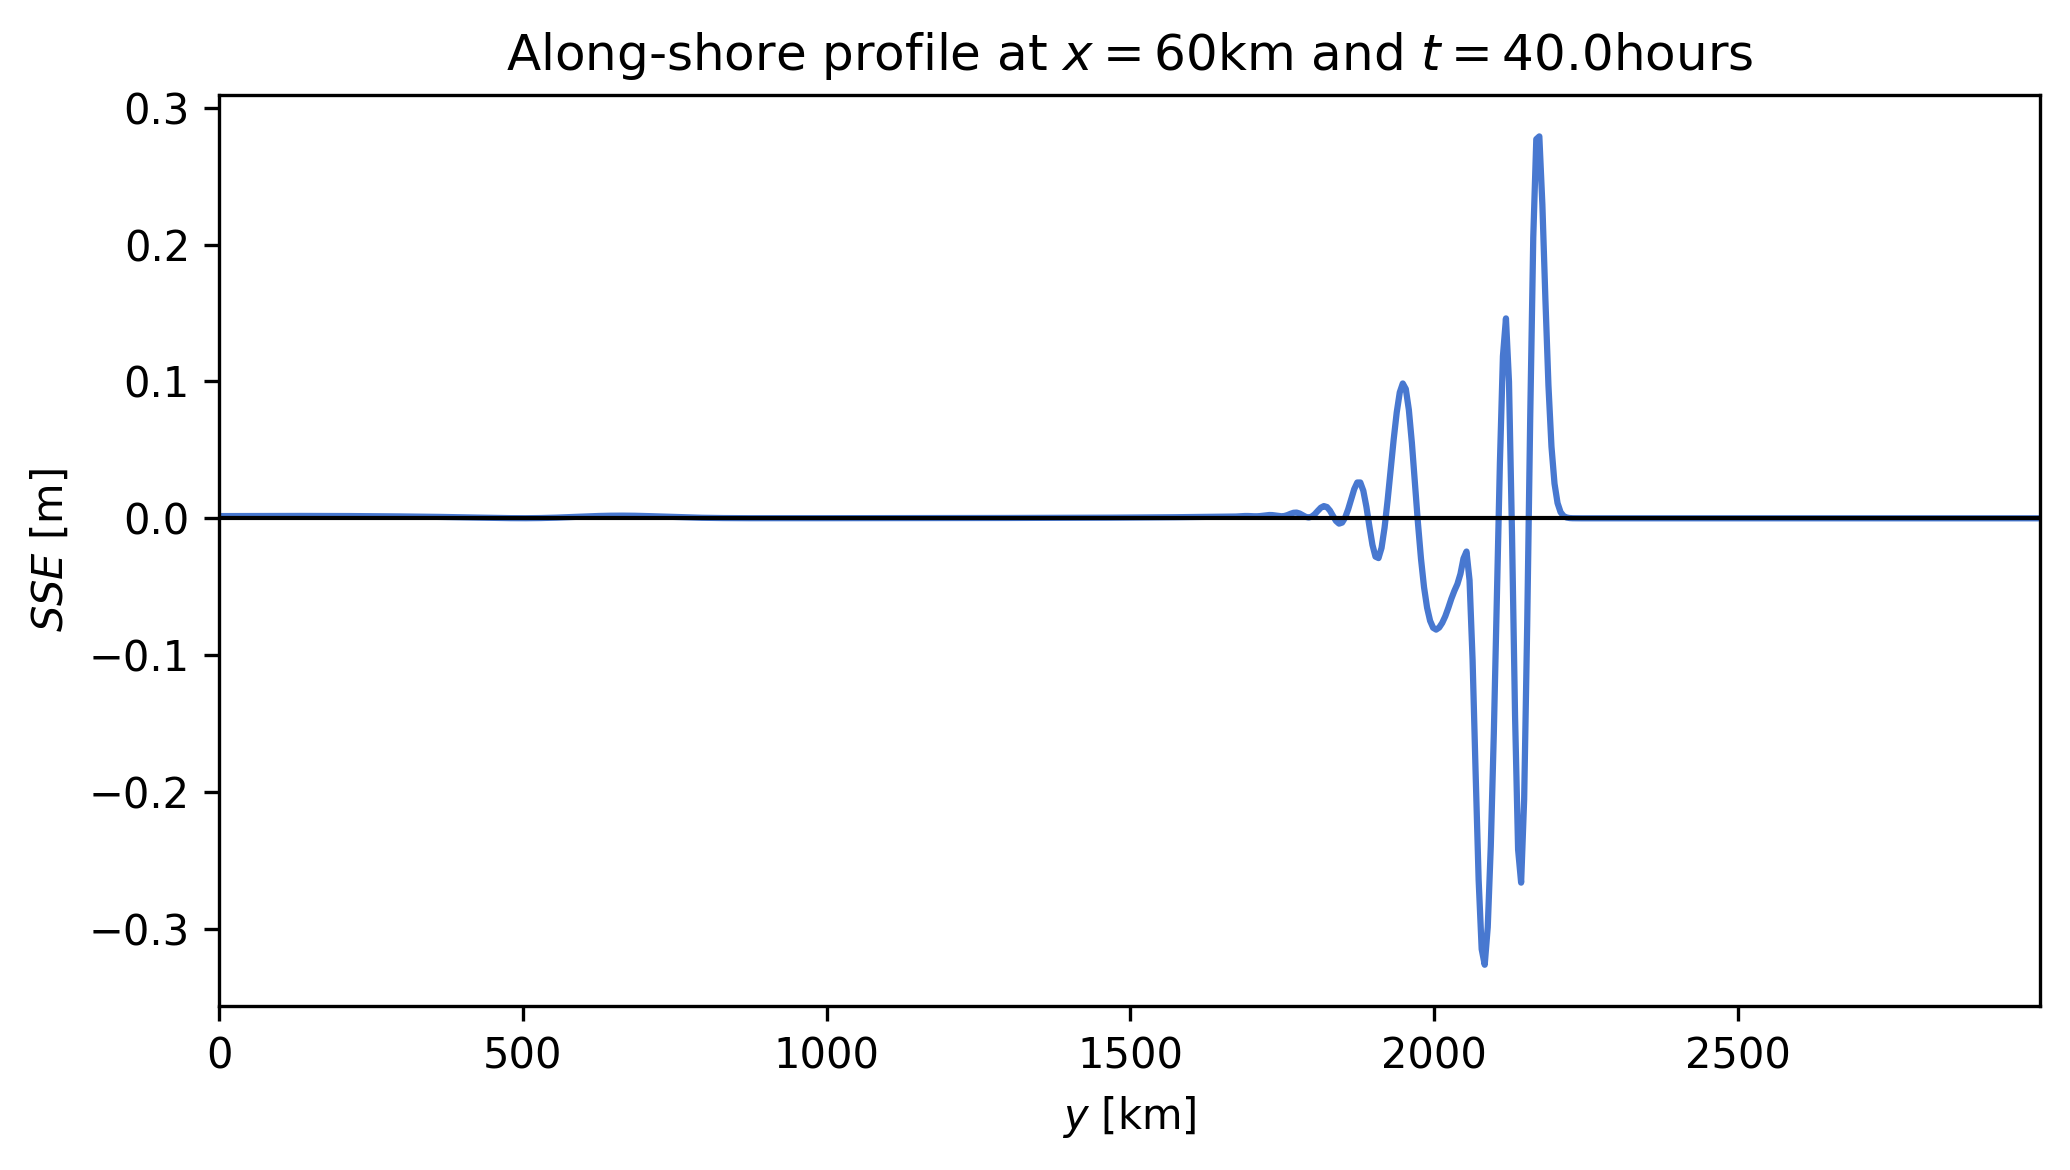 Along-shore profile at x = 60km and t = 40.0hours
0.3
0.2
0.1
0.0
−0.1
−0.2
−0.3
SSE [m]
0 500 1000 1500 2000 2500
y [km]